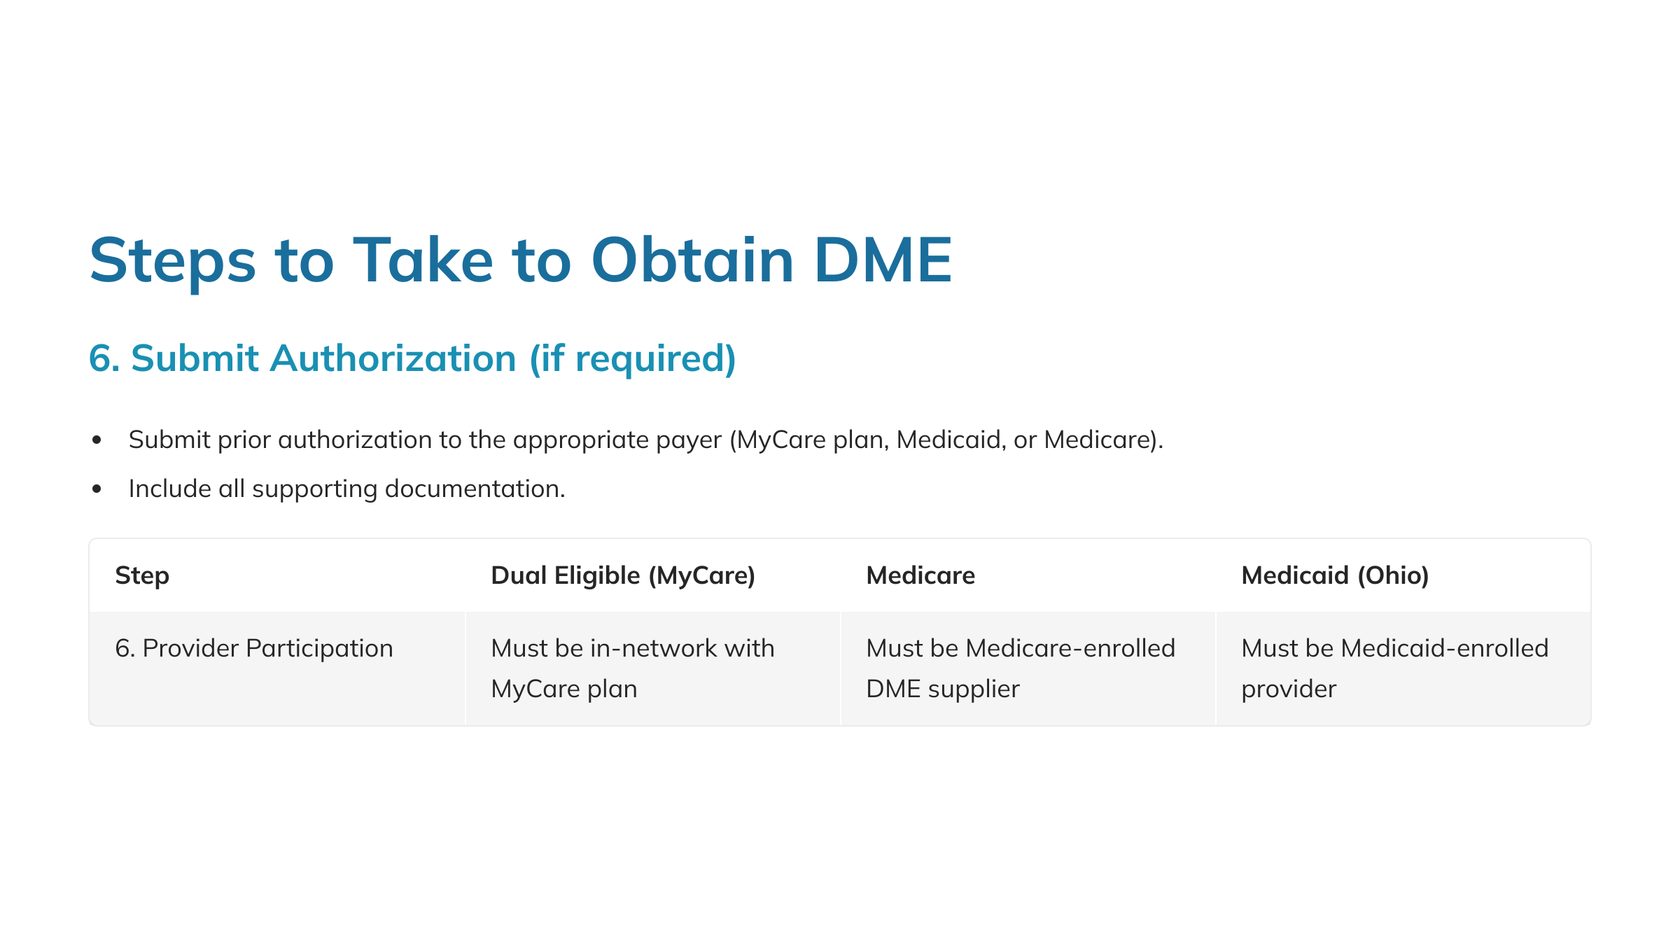 Steps to Take to Obtain DME
6. Submit Authorization (if required)
• Submit prior authorization to the appropriate payer (MyCare plan, Medicaid, or Medicare).
• Include all supporting documentation.
Step Dual Eligible (MyCare) Medicare Medicaid (Ohio)
6. Provider Participation Must be in-network with Must be Medicare-enrolled Must be Medicaid-enrolled
MyCare plan DME supplier provider